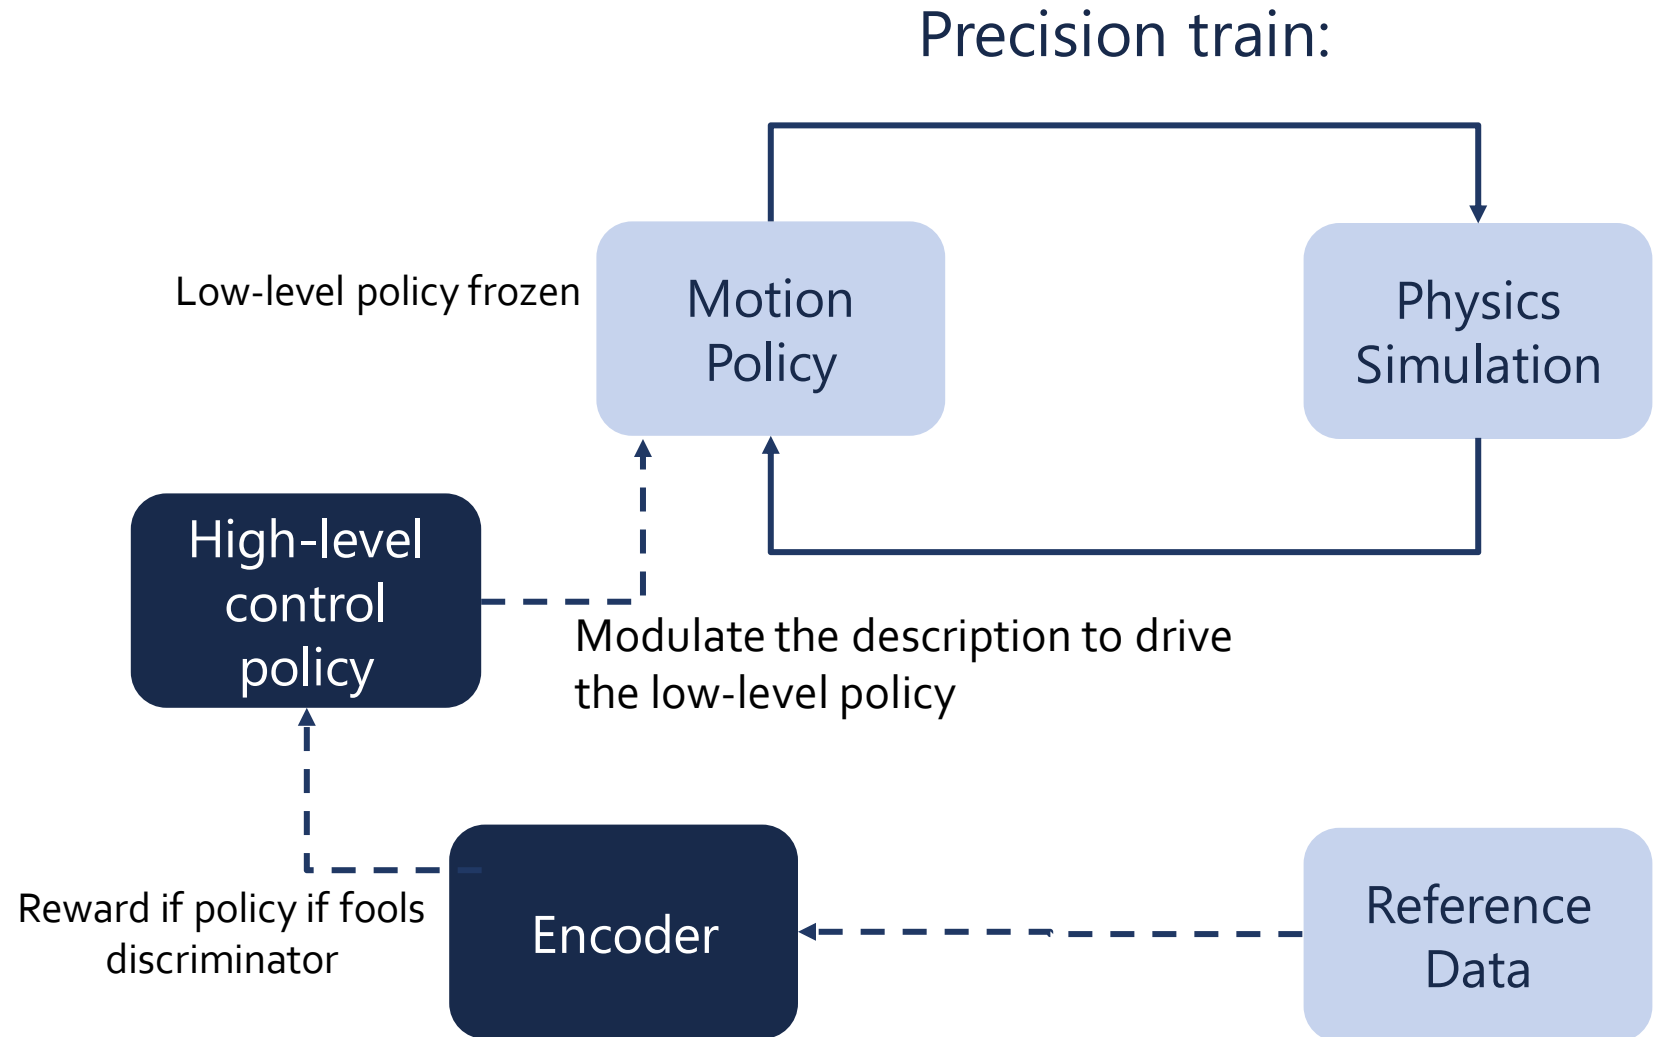 Precision train:
Low-level policy frozen
Motion
Policy
Physics
Simulation
High-level
control
policy
Modulate the description to drive
the low-level policy
Reward if policy if fools
discriminator
Encoder
Reference
Data